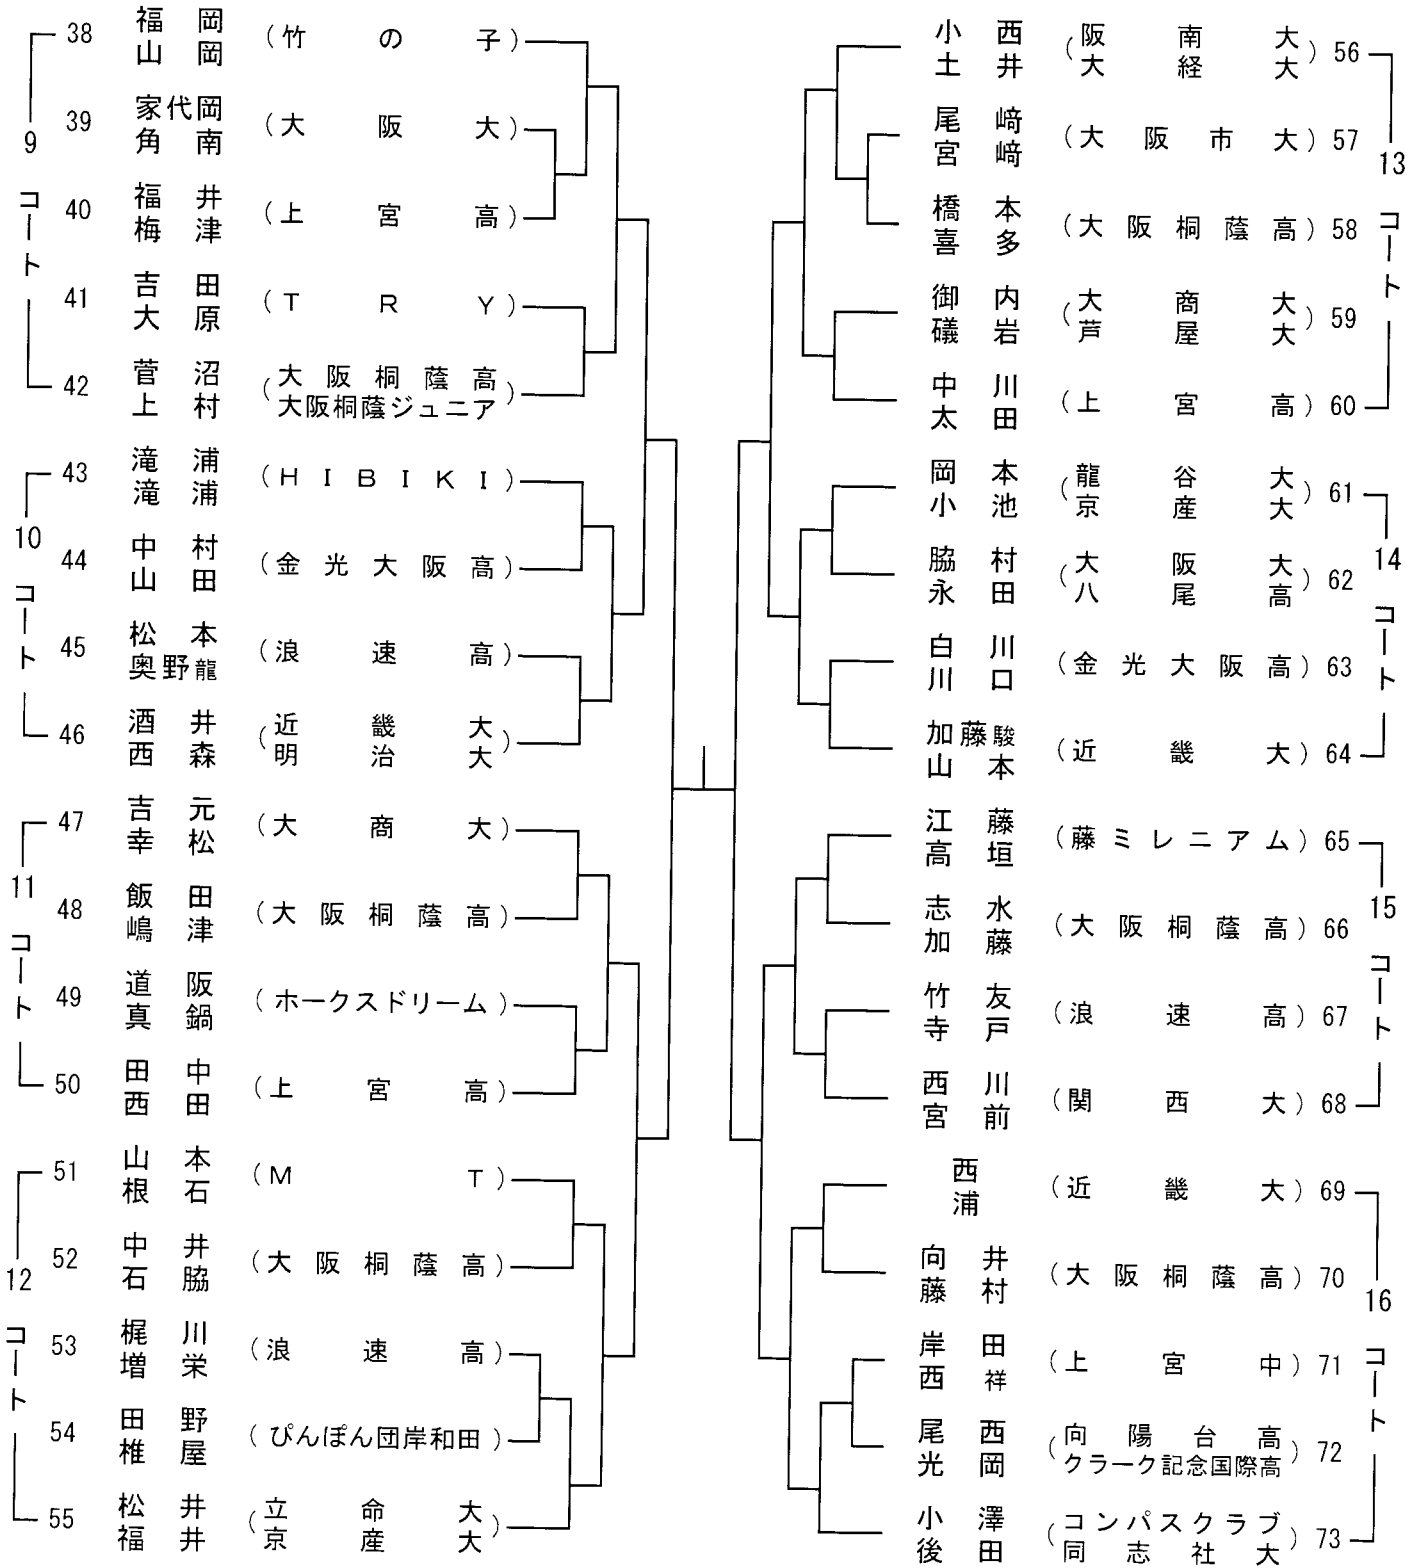 38 福岡 山岡 (竹の子)
39 家代岡 角南 (大阪大)
40 福井 梅津 (上宮高)
41 吉田 大原 (TRY)
42 菅沼 上村 (大阪桐蔭高 大阪桐蔭ジュニア)
9コート
43 滝浦 滝浦 (HIBIKI)
44 中村 山田 (金光大阪高)
45 松本 奥野龍 (浪速高)
46 酒井 西森 (近畿大 明治大)
10コート
47 吉元 幸松 (大商大)
48 飯田 嶋津 (大阪桐蔭高)
49 道阪 真鍋 (ホークスドリーム)
50 田中 西田 (上宮高)
11コート
51 山本 根石 (MT)
52 中井 石脇 (大阪桐蔭高)
53 梶川 増栄 (浪速高)
54 田野 椎屋 (ぴんぽん団岸和田)
55 松井 福井 (立命大 京産大)
12コート
小西 土井 (阪南大 大経大) 56
尾﨑 宮﨑 (大阪市大) 57
橋本 喜多 (大阪桐蔭高) 58
御内 礒岩 (大商大 芦屋大) 59
中川 太田 (上宮高) 60
13コート
岡本 小池 (龍谷大 京産大) 61
脇村 永田 (大阪大 八尾高) 62
白川 川口 (金光大阪高) 63
加藤駿 山本 (近畿大) 64
14コート
江藤 高垣 (藤ミレニアム) 65
志水 加藤 (大阪桐蔭高) 66
竹友 寺戸 (浪速高) 67
西川 宮前 (関西大) 68
15コート
西 浦 (近畿大) 69
向井 藤村 (大阪桐蔭高) 70
岸田 西祥 (上宮中) 71
尾西 光岡 (向陽台高 クラーク記念国際高) 72
小澤 後田 (コンパスクラブ 同志社大) 73
16コート